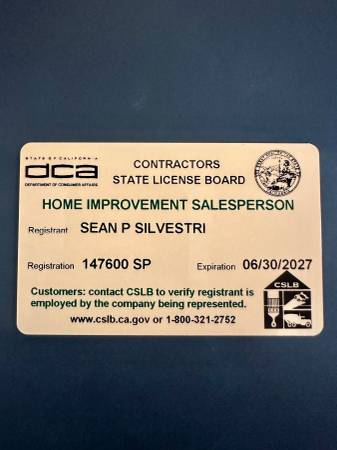 STATE OF CALIFORNIA
dca
DEPARTMENT OF CONSUMER AFFAIRS
CONTRACTORS
STATE LICENSE BOARD
HOME IMPROVEMENT SALESPERSON
Registrant SEAN P SILVESTRI
Registration 147600 SP Expiration 06/30/2027
CSLB
Customers: contact CSLB to verify registrant is
employed by the company being represented.
www.cslb.ca.gov or 1-800-321-2752